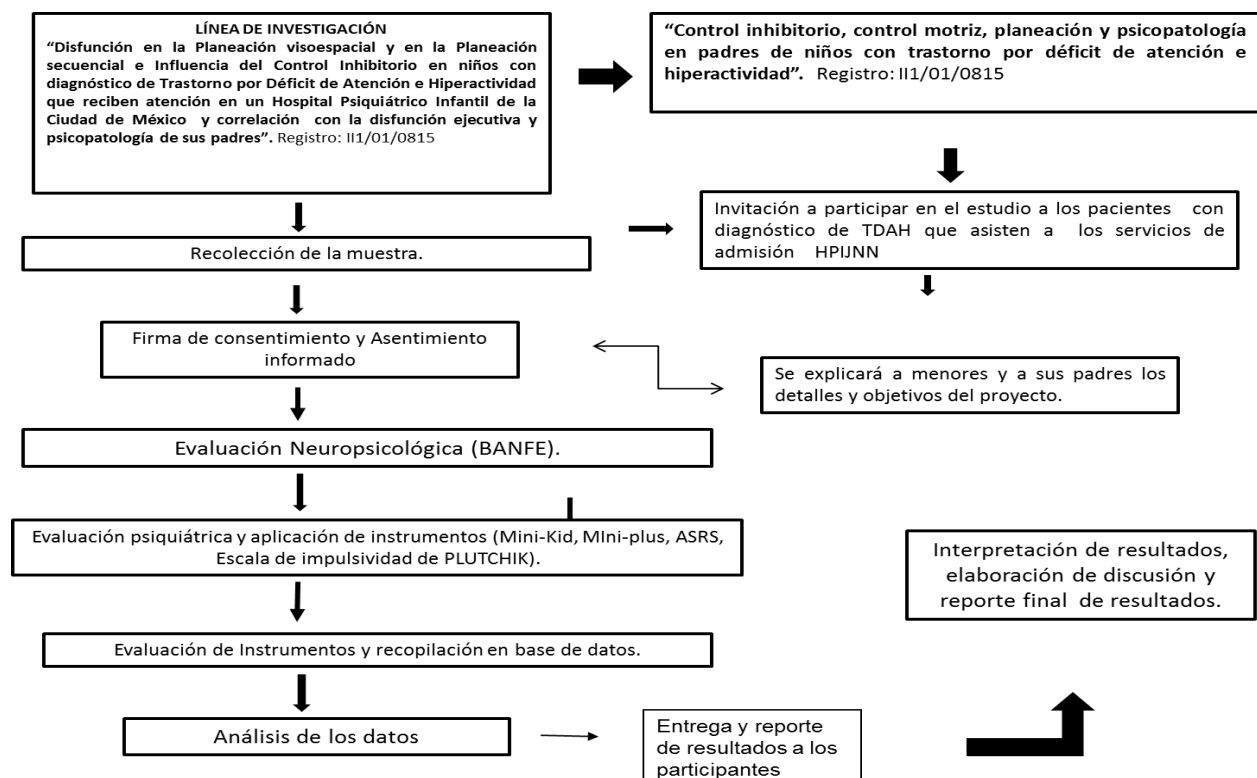 LÍNEA DE INVESTIGACIÓN
“Disfunción en la Planeación visoespacial y en la Planeación
secuencial e Influencia del Control Inhibitorio en niños con
diagnóstico de Trastorno por Déficit de Atención e Hiperactividad
que reciben atención en un Hospital Psiquiátrico Infantil de la
Ciudad de México y correlación con la disfunción ejecutiva y
psicopatología de sus padres”. Registro: II1/01/0815
“Control inhibitorio, control motriz, planeación y psicopatología
en padres de niños con trastorno por déficit de atención e
hiperactividad”. Registro: II1/01/0815
Recolección de la muestra.
Invitación a participar en el estudio a los pacientes con
diagnóstico de TDAH que asisten a los servicios de
admisión HPIJNN
Firma de consentimiento y Asentimiento
informado
Se explicará a menores y a sus padres los
detalles y objetivos del proyecto.
Evaluación Neuropsicológica (BANFE).
Evaluación psiquiátrica y aplicación de instrumentos (Mini-Kid, MIni-plus, ASRS,
Escala de impulsividad de PLUTCHIK).
Evaluación de Instrumentos y recopilación en base de datos.
Análisis de los datos
Entrega y reporte
de resultados a los
participantes
Interpretación de resultados,
elaboración de discusión y
reporte final de resultados.